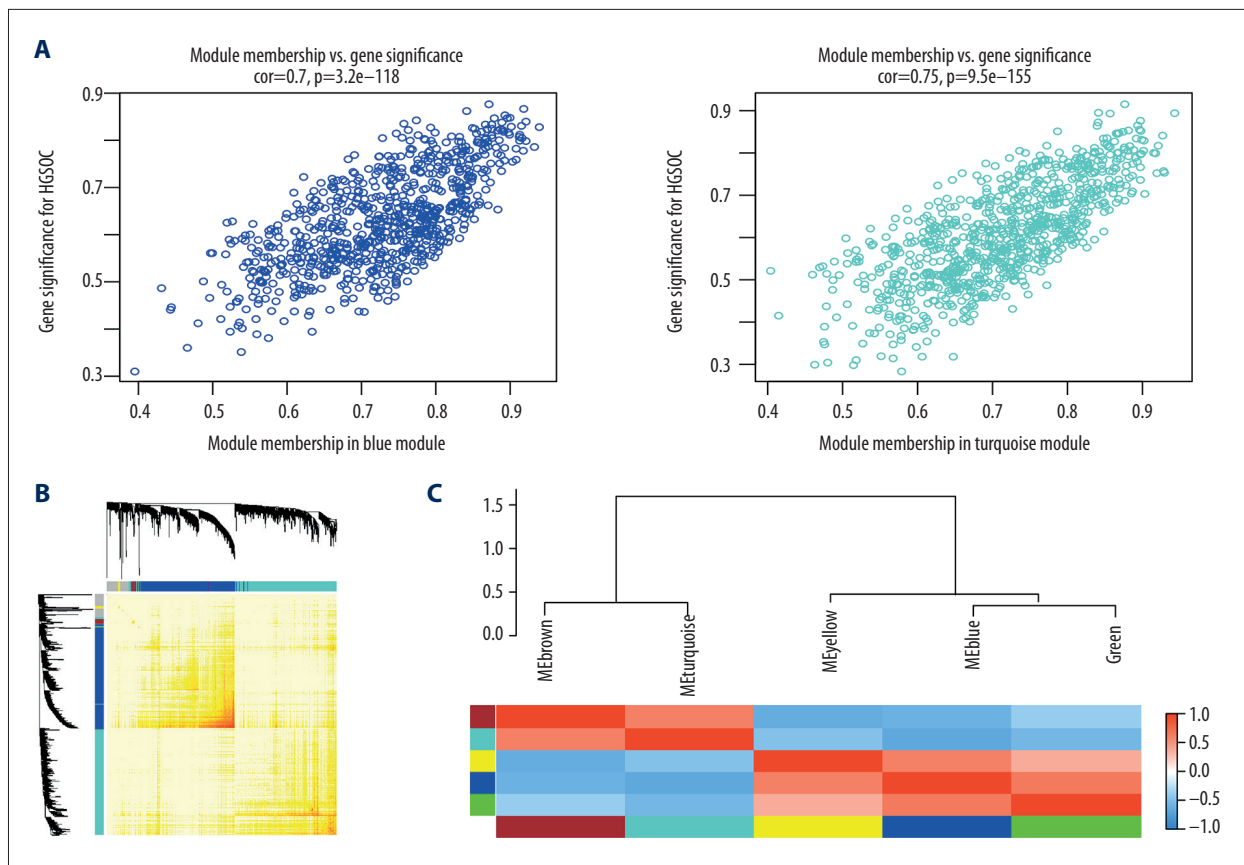 A
Module membership vs. gene significance
cor=0.7, p=3.2e–118
0.9
0.7
0.5
0.3
Gene significance for HGSOC
0.4 0.5 0.6 0.7 0.8 0.9
Module membership in blue module
Module membership vs. gene significance
cor=0.75, p=9.5e–155
0.9
0.7
0.5
0.3
Gene significance for HGSOC
0.4 0.5 0.6 0.7 0.8 0.9
Module membership in turquoise module
B
C
1.5
1.0
0.5
0.0
MEbrown
MEturquoise
MEyellow
MEblue
Green
1.0
0.5
0.0
–0.5
–1.0